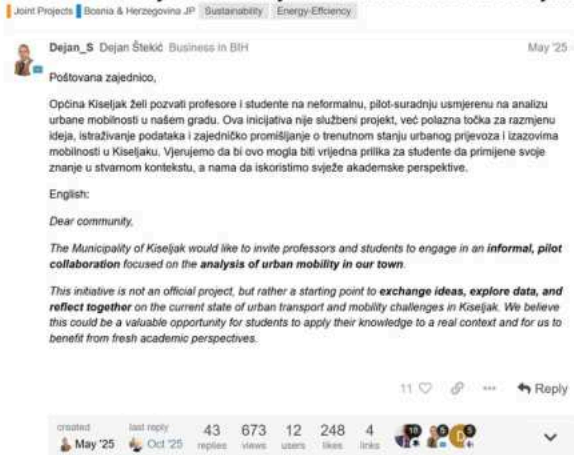 Joint Projects Bosnia & Herzegovina JP Sustainability Energy-Effciency
Dejan_S Dejan Štekić Business in BIH May '25
Poštovana zajednico,
Općina Kiseljak želi pozvati profesore i studente na neformalnu, pilot-suradnju usmjerenu na analizu
urbane mobilnosti u našem gradu. Ova inicijativa nije službeni projekt, već polazna točka za razmjenu
ideja, istraživanje podataka i zajedničko promišljanje o trenutnom stanju urbanog prijevoza i izazovima
mobilnosti u Kiseljaku. Vjerujemo da bi ovo mogla biti vrijedna prilika za studente da primijene svoje
znanje u stvarnom kontekstu, a nama da iskoristimo svježe akademske perspektive.
English:
Dear community,
The Municipality of Kiseljak would like to invite professors and students to engage in an informal, pilot
collaboration focused on the analysis of urban mobility in our town.
This initiative is not an official project, but rather a starting point to exchange ideas, explore data, and
reflect together on the current state of urban transport and mobility challenges in Kiseljak. We believe
this could be a valuable opportunity for students to apply their knowledge to a real context and for us to
benefit from fresh academic perspectives.
11 Reply
created last reply 43 673 12 248 4 10 5 5
May '25 Oct '25 replies views users likes links